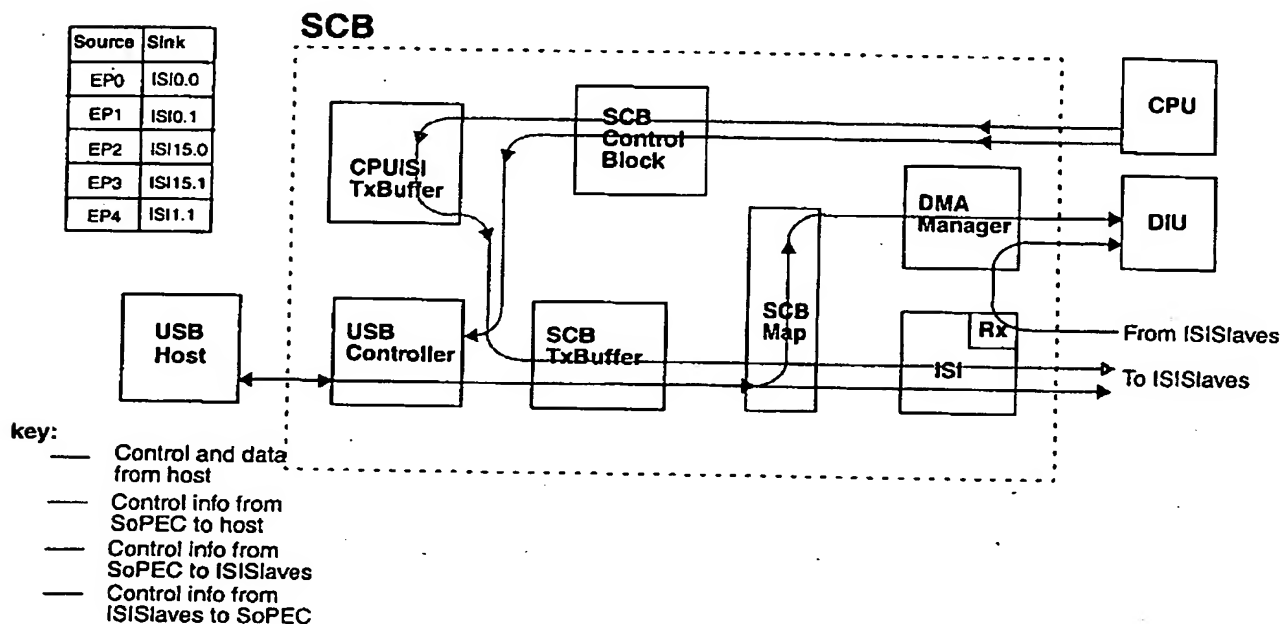 SCB
Source Sink
EP0 ISI0.0
EP1 ISI0.1
EP2 ISI15.0
EP3 ISI15.1
EP4 ISI1.1
CPUISI
TxBuffer
SCB
Control
Block
CPU
DMA
Manager
DIU
USB
Host
USB
Controller
SCB
TxBuffer
SCB
Map
Rx
ISI
From ISISlaves
To ISISlaves
key:
Control and data
from host
Control info from
SoPEC to host
Control info from
SoPEC to ISISlaves
Control info from
ISISlaves to SoPEC